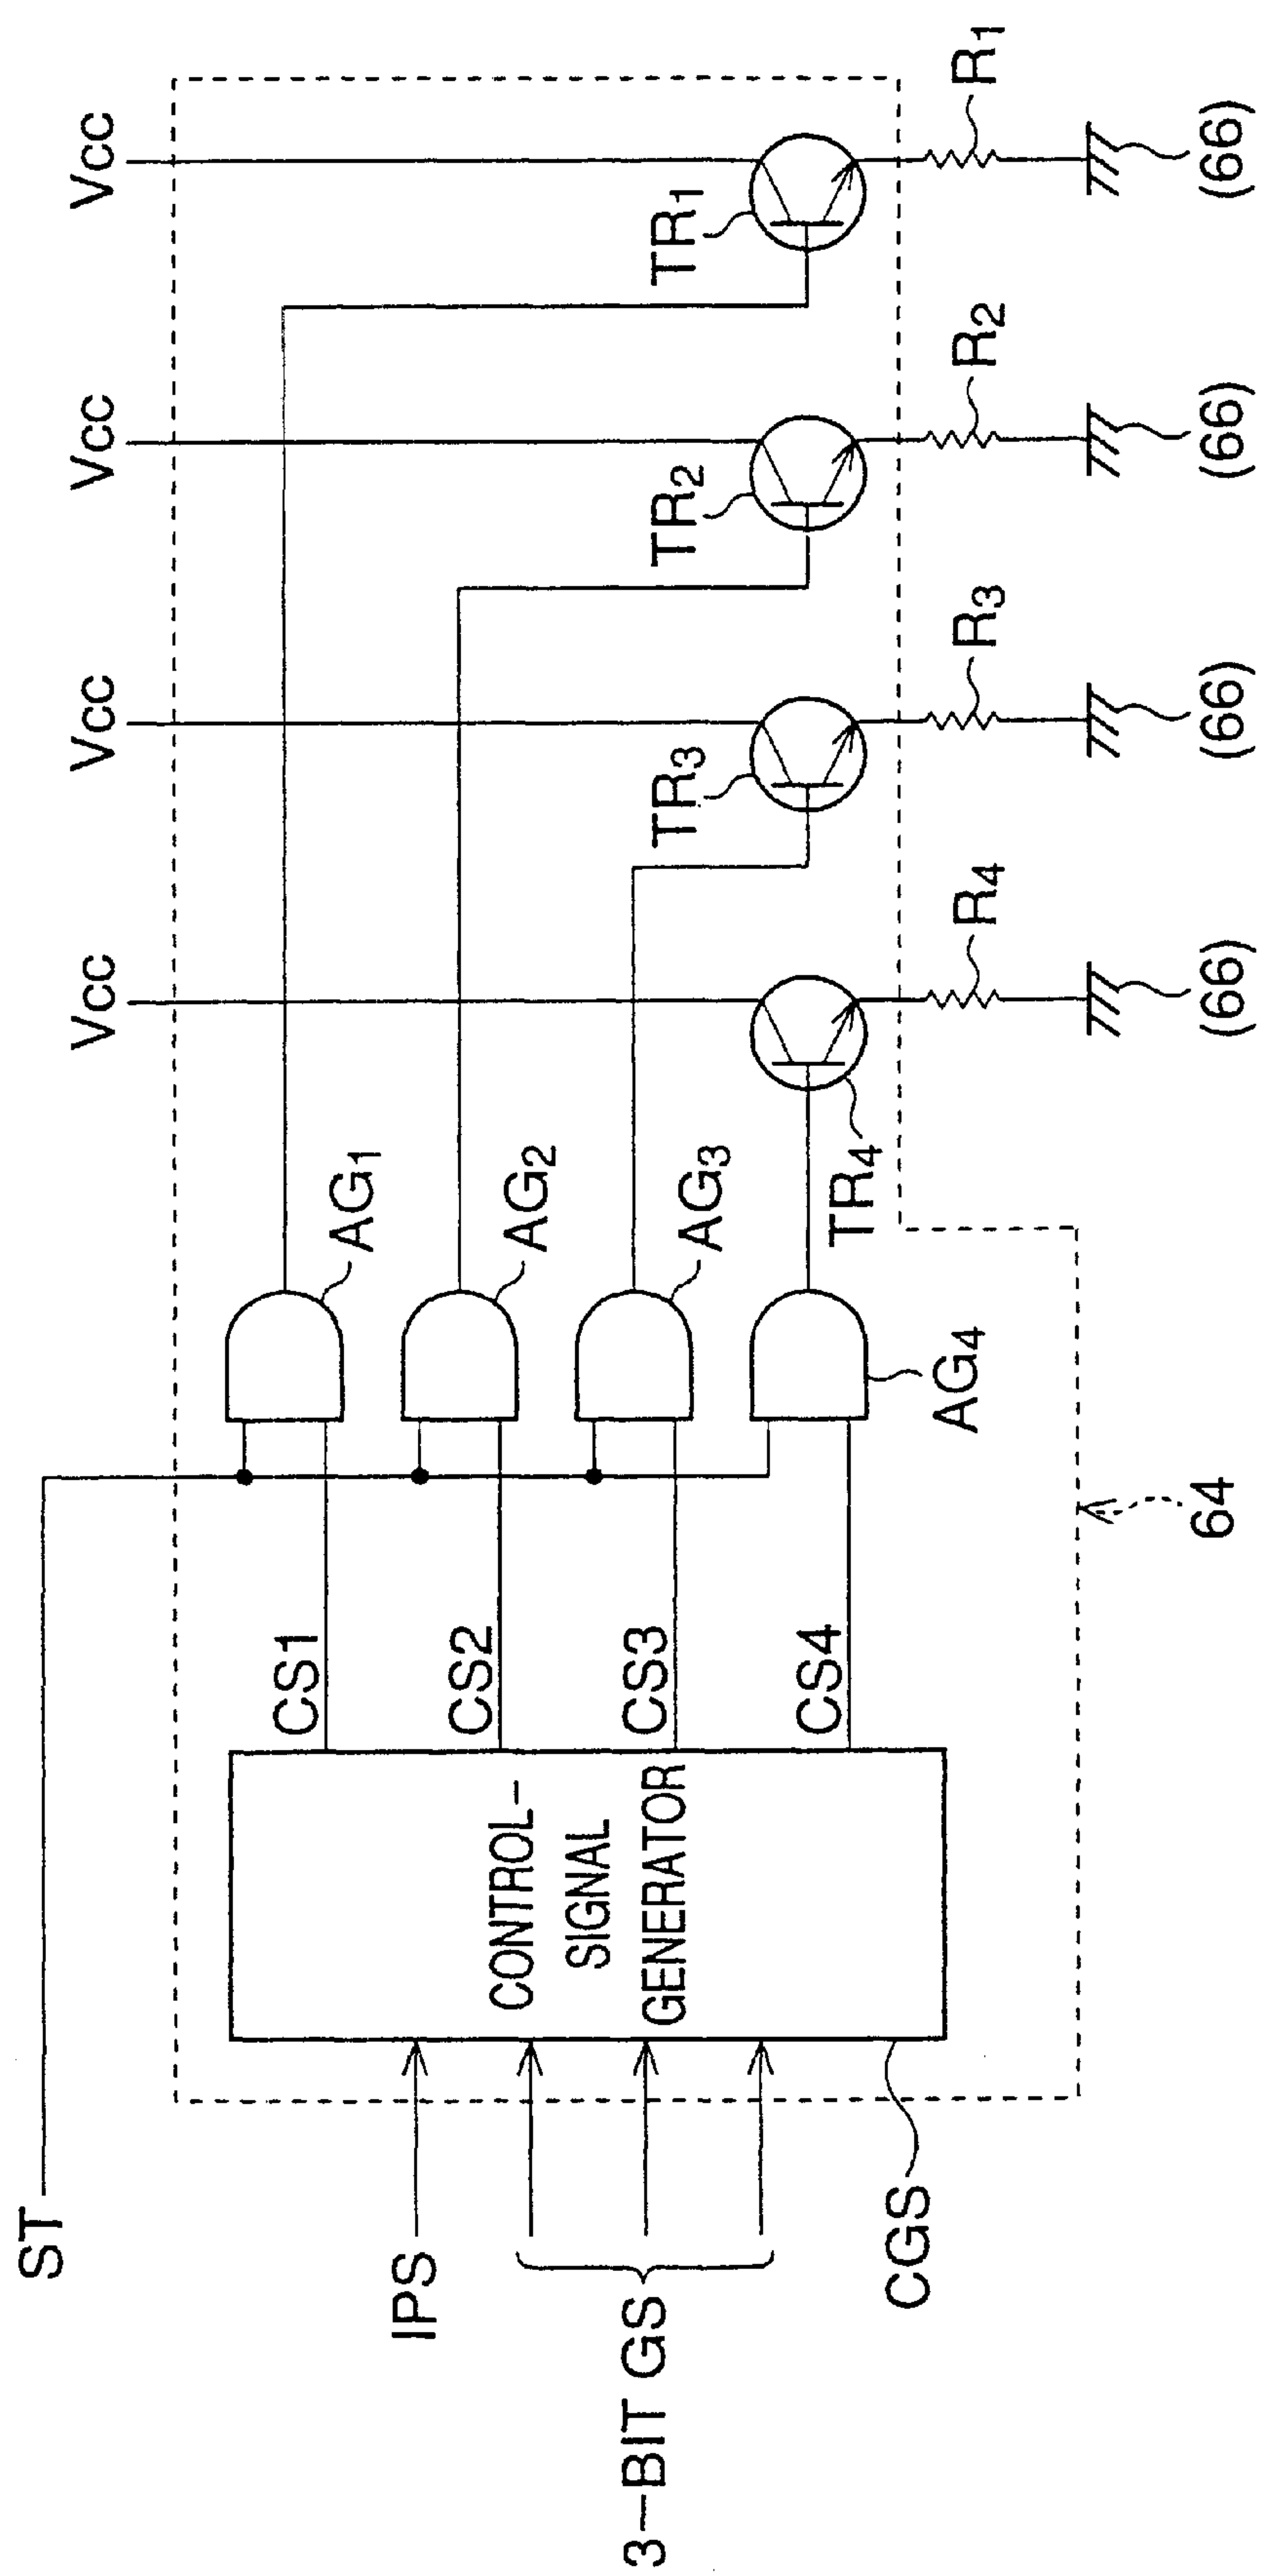 ST
IPS
3-BIT GS
CGS
CONTROL-
SIGNAL
GENERATOR
CS1
CS2
CS3
CS4
AG1
AG2
AG3
AG4
64
Vcc
Vcc
Vcc
Vcc
TR4
TR3
TR2
TR1
R4
R3
R2
R1
(66)
(66)
(66)
(66)